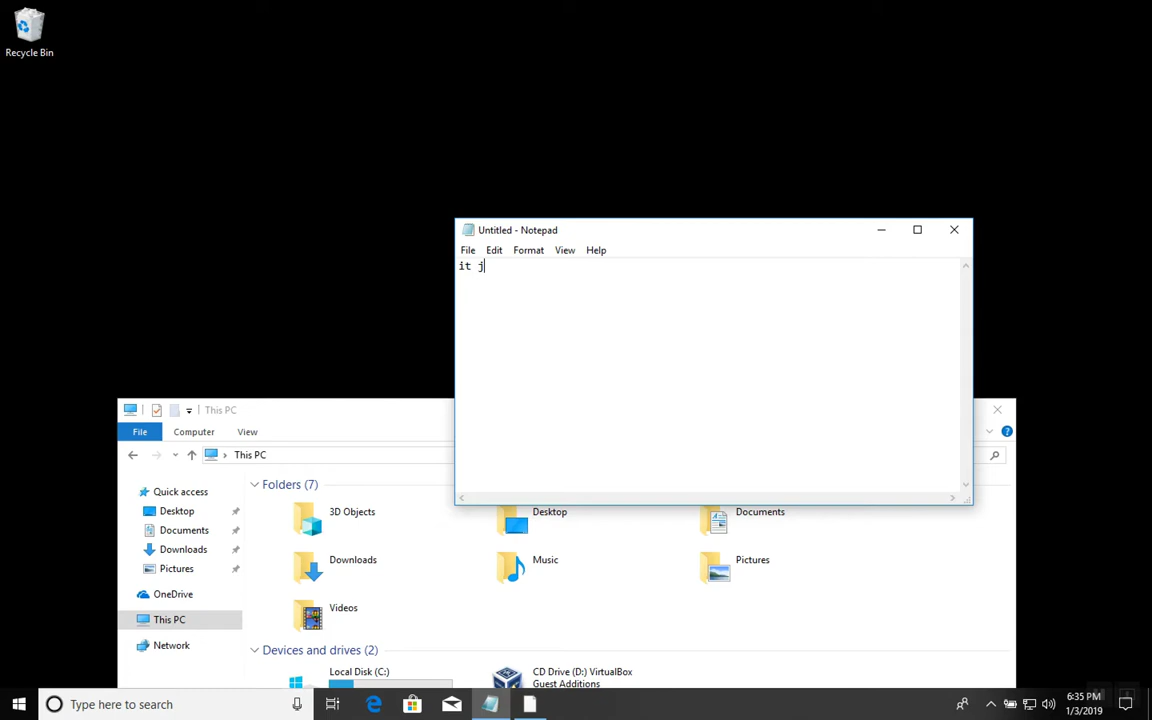 Recycle Bin
Untitled - Notepad
File Edit Format View Help
it j
This PC
File Computer View
This PC
Quick access
Desktop
Documents
Downloads
Pictures
OneDrive
This PC
Network
Folders (7)
3D Objects
Desktop
Documents
Downloads
Music
Pictures
Videos
Devices and drives (2)
Local Disk (C:)
CD Drive (D:) VirtualBox
Guest Additions
Type here to search
6:35 PM
1/3/2019